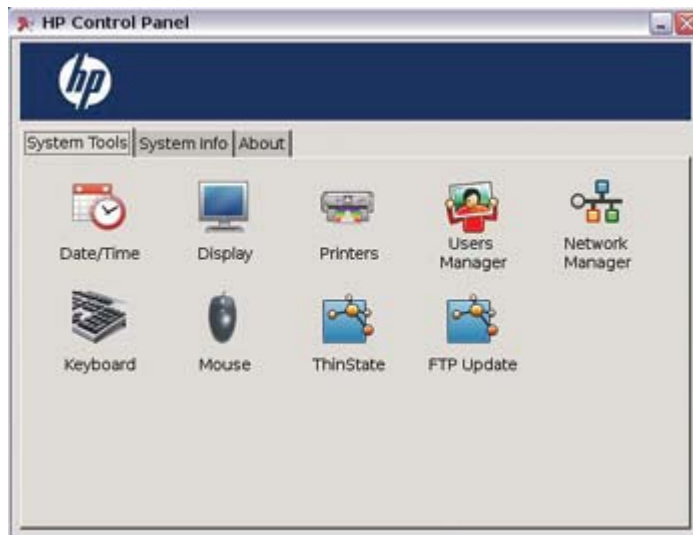 HP Control Panel
hp
System Tools System Info About
Date/Time Display Printers Users Manager Network Manager
Keyboard Mouse ThinState FTP Update